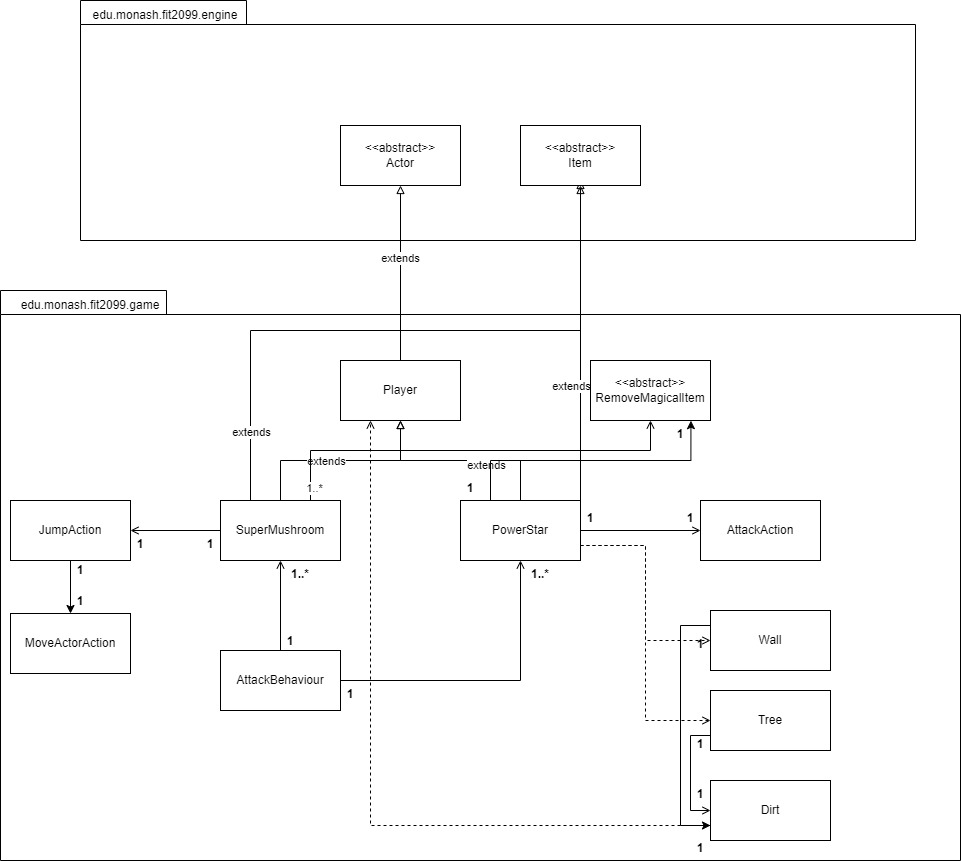 edu.monash.fit2099.engine
<<abstract>>
Actor
<<abstract>>
Item
extends
edu.monash.fit2099.game
Player
extends
<<abstract>>
RemoveMagicalItem
extends
1
extends
extends
1..*
1
JumpAction
SuperMushroom
PowerStar
1
1
AttackAction
1
1
1
1..*
1..*
1
MoveActorAction
1
Wall
1
AttackBehaviour
1
Tree
1
1
Dirt
1